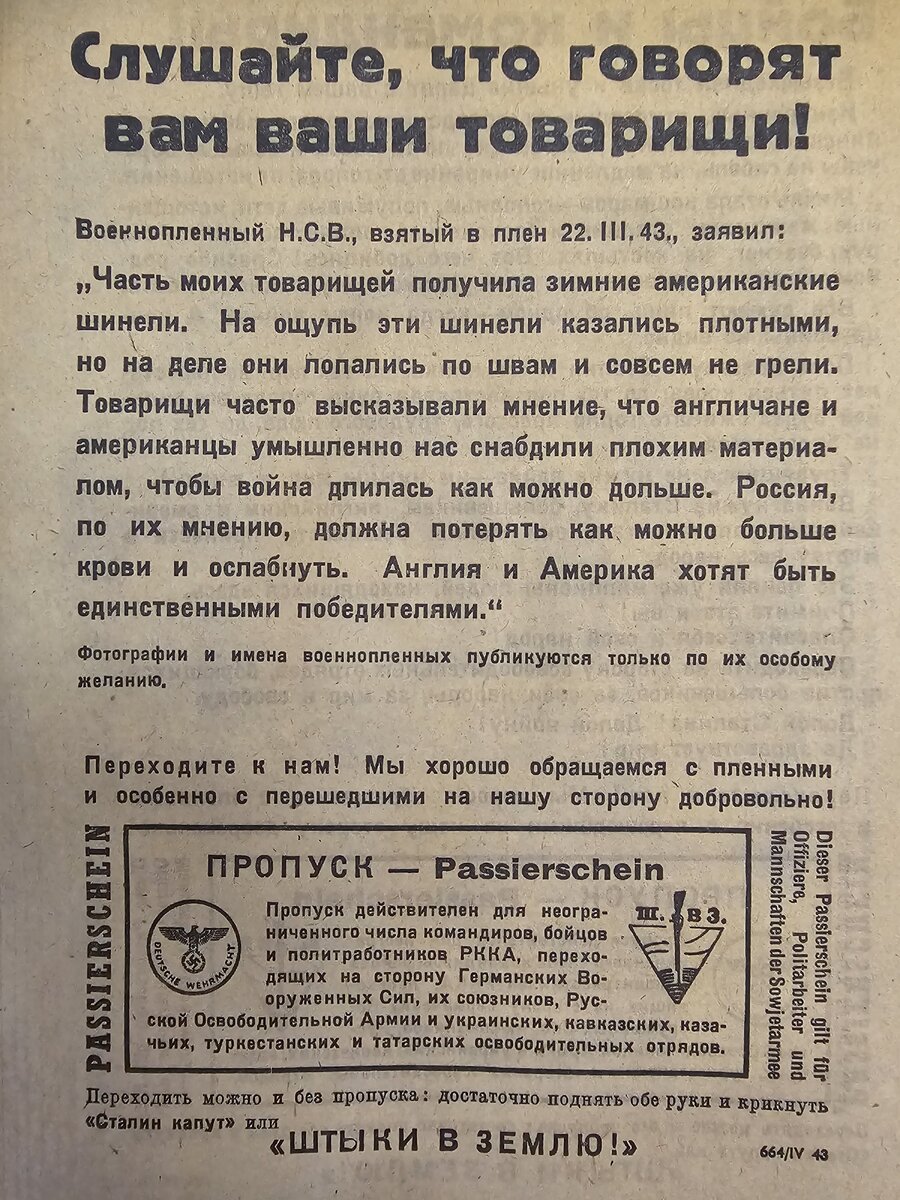 Слушайте, что говорят
вам ваши товарищи!
Военнопленный Н.С.В., взятый в плен 22. III. 43., заявил:
„Часть моих товарищей получила зимние американские
шинели. На ощупь эти шинели казались плотными,
но на деле они лопались по швам и совсем не грели.
Товарищи часто высказывали мнение, что англичане и
американцы умышленно нас снабдили плохим материа-
лом, чтобы война длилась как можно дольше. Россия,
по их мнению, должна потерять как можно больше
крови и ослабнуть. Англия и Америка хотят быть
единственными победителями.“
Фотографии и имена военнопленных публикуются только по их особому
желанию.
Переходите к нам! Мы хорошо обращаемся с пленными
и особенно с перешедшими на нашу сторону добровольно!
PASSIERSCHEIN
ПРОПУСК — Passierschein
DEUTSCHE WEHRMACHT
Пропуск действителен для неогра-
ниченного числа командиров, бойцов
и политработников РККА, перехо-
дящих на сторону Германских Во-
оруженных Сил, их союзников, Рус-
ской Освободительной Армии и украинских, кавказских, каза-
чьих, туркестанских и татарских освободительных отрядов.
Ш. В З.
Dieser Passierschein gilt für
Offiziere, Politarbeiter und
Mannschaften der Sowjetarmee
Переходить можно и без пропуска: достаточно поднять обе руки и крикнуть
«Сталин капут» или
«ШТЫКИ В ЗЕМЛЮ!»
664/IV 43